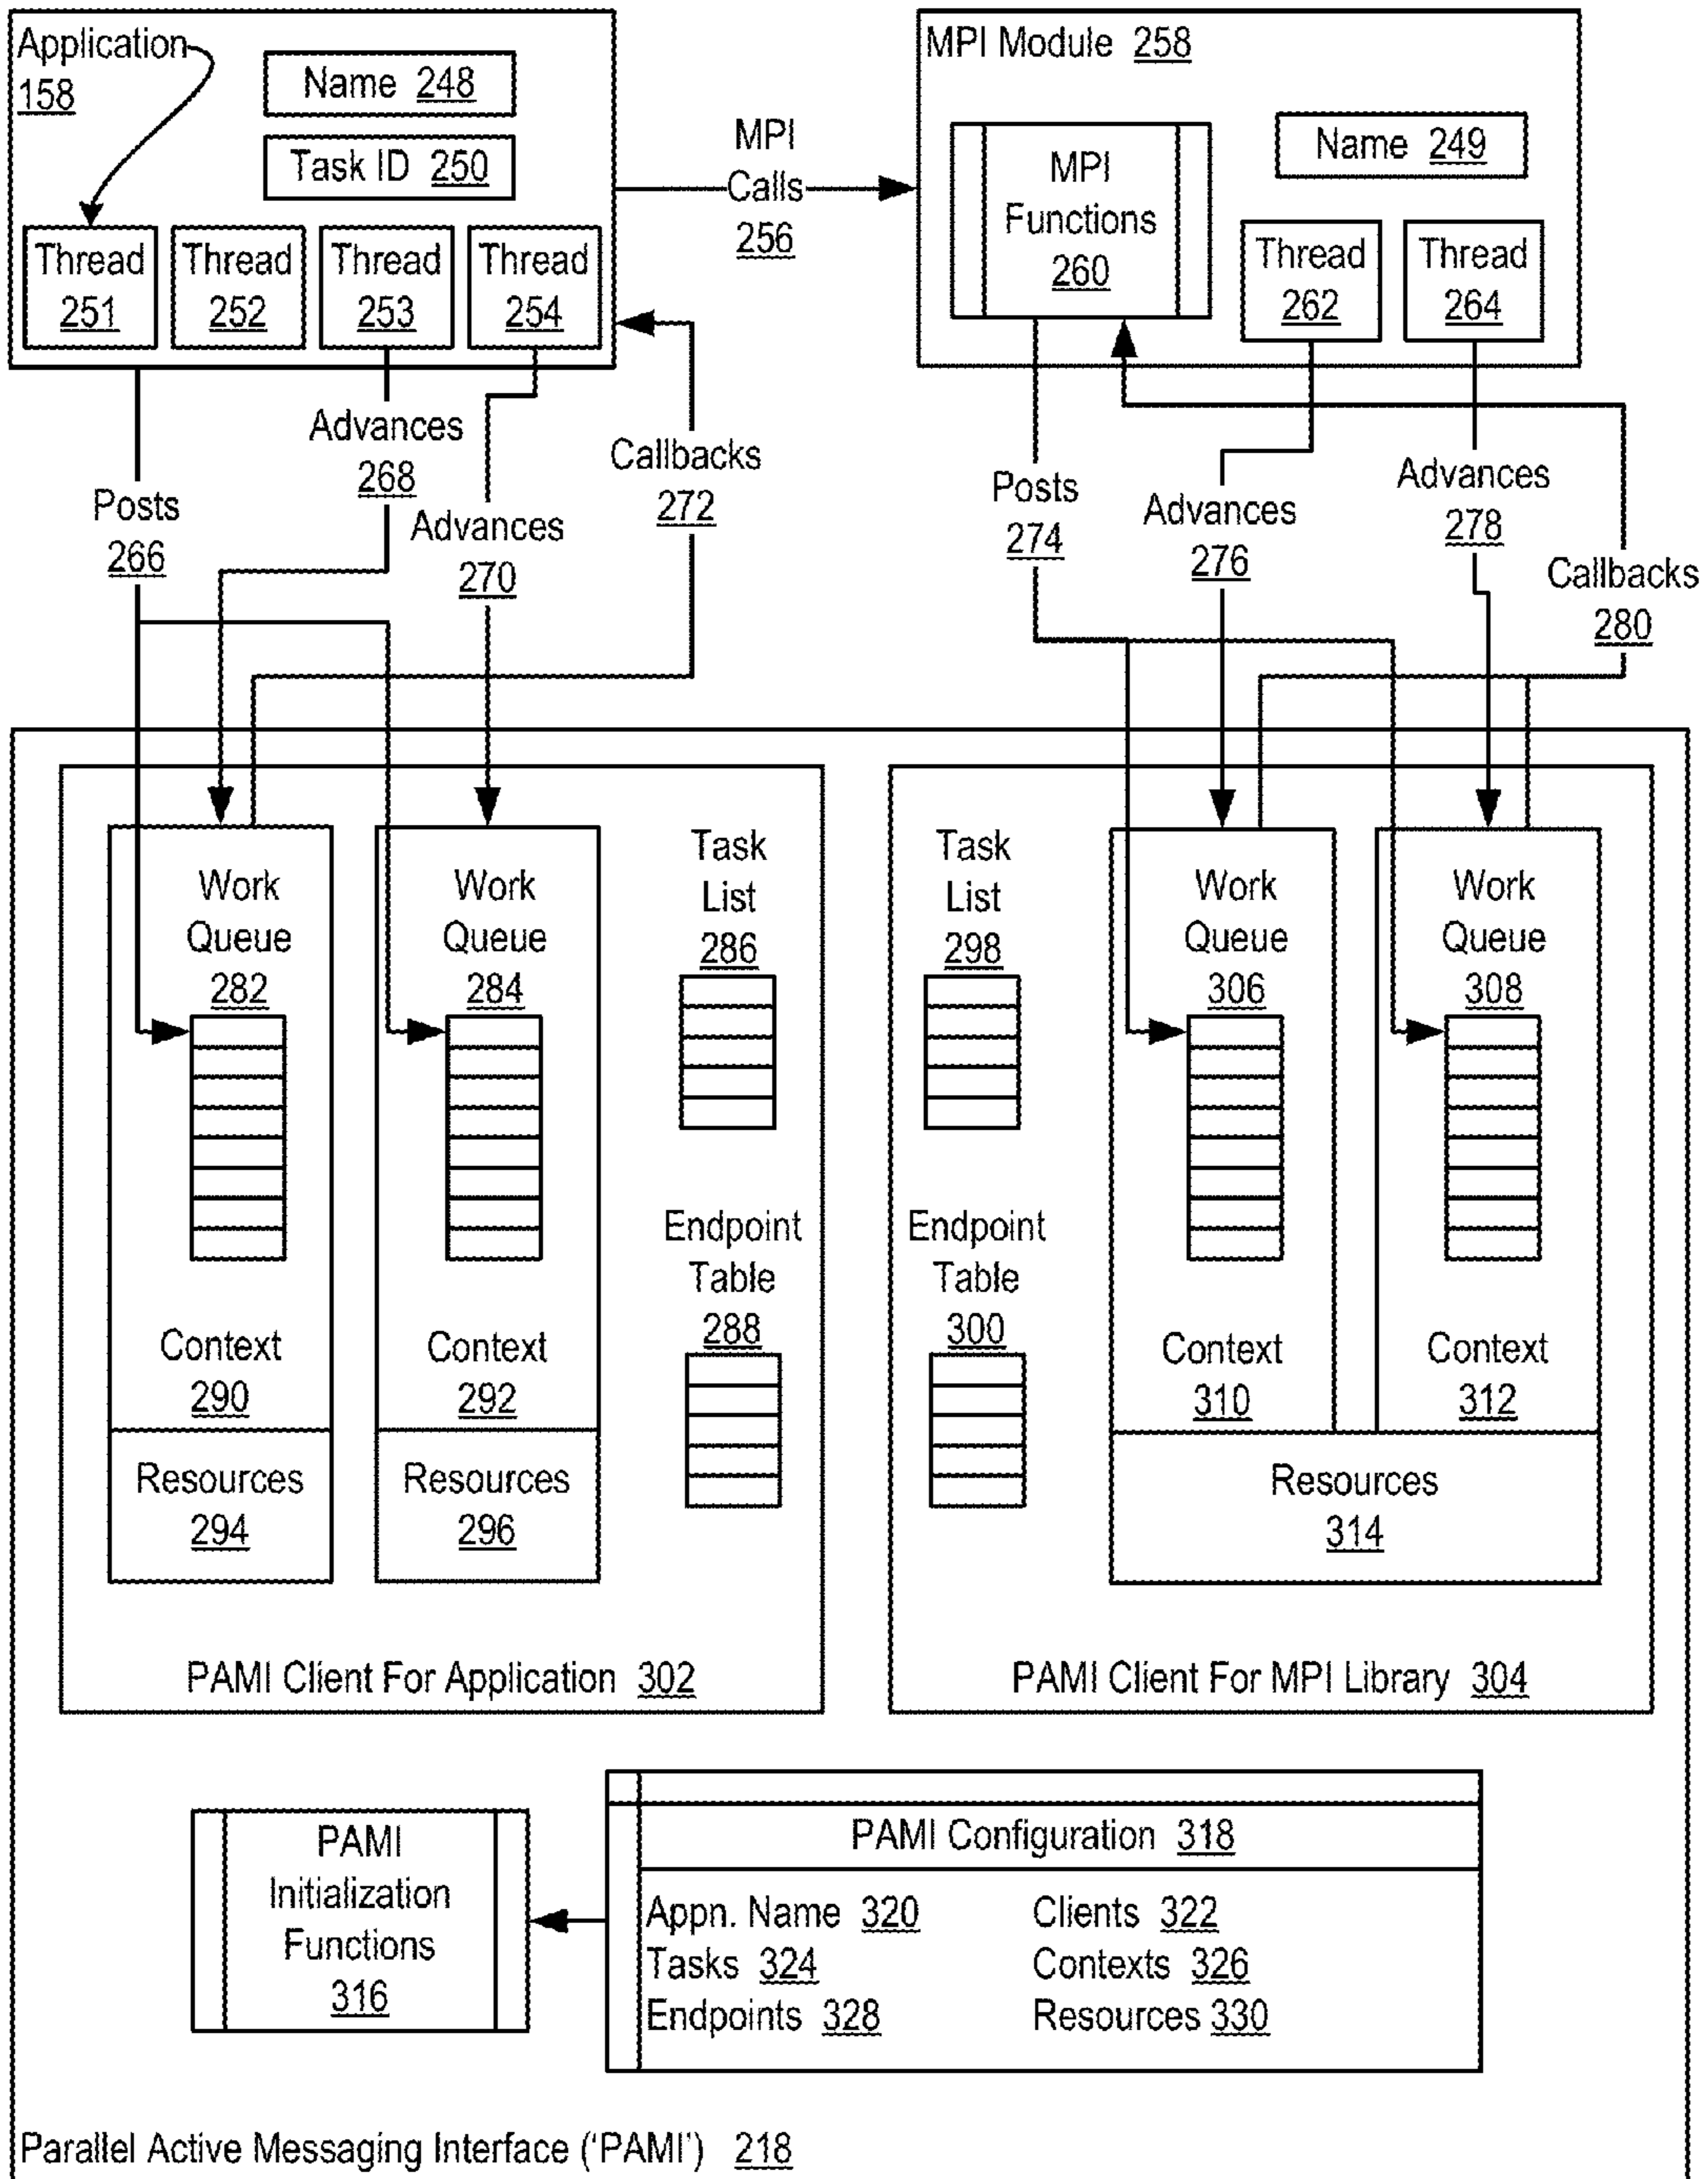 Application
158
Name 248
Task ID 250
Thread
251
Thread
252
Thread
253
Thread
254
MPI
Calls
256
MPI Module 258
MPI
Functions
260
Name 249
Thread
262
Thread
264
Posts
266
Advances
268
Advances
270
Callbacks
272
Posts
274
Advances
276
Advances
278
Callbacks
280
Work
Queue
282
Context
290
Resources
294
Work
Queue
284
Context
292
Resources
296
Task
List
286
Endpoint
Table
288
PAMI Client For Application 302
Task
List
298
Endpoint
Table
300
Work
Queue
306
Context
310
Work
Queue
308
Context
312
Resources
314
PAMI Client For MPI Library 304
PAMI
Initialization
Functions
316
PAMI Configuration 318
Appn. Name 320 Clients 322
Tasks 324 Contexts 326
Endpoints 328 Resources 330
Parallel Active Messaging Interface (‘PAMI’) 218